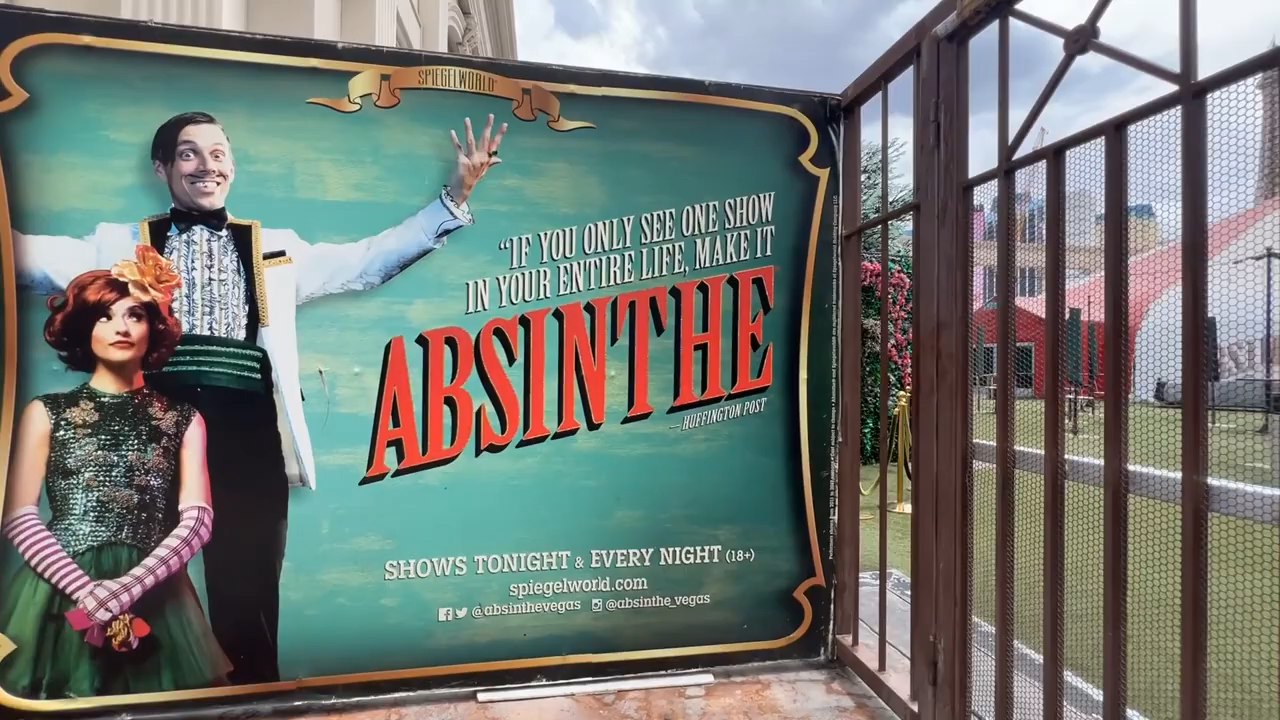 SPIEGELWORLD
"IF YOU ONLY SEE ONE SHOW
IN YOUR ENTIRE LIFE, MAKE IT
ABSINTHE"
—HUFFINGTON POST
SHOWS TONIGHT & EVERY NIGHT (18+)
spiegelworld.com
@absinthevegas @absinthe_vegas